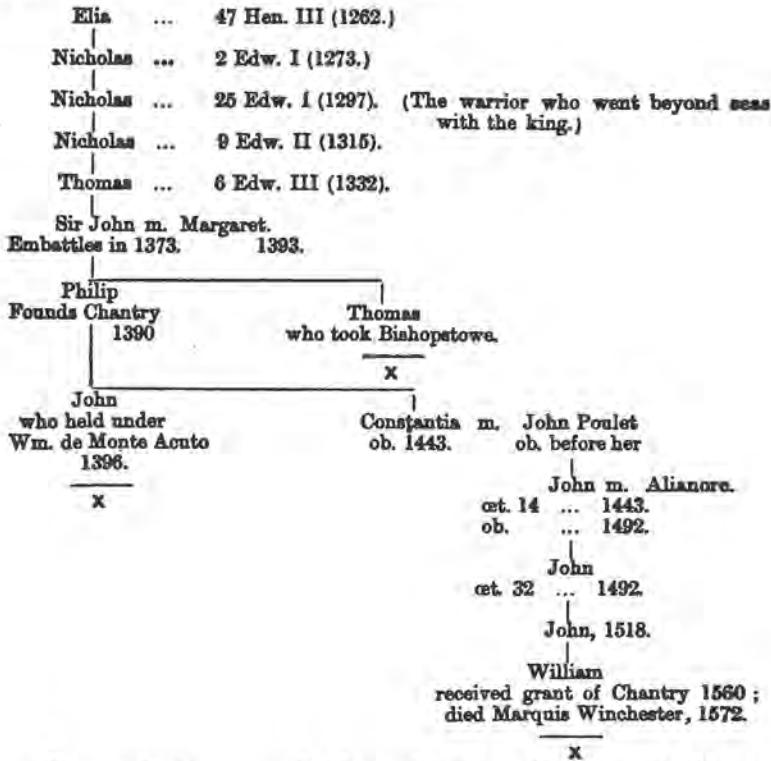 Elia ... 47 Hen. III (1262.)
Nicholas ... 2 Edw. I (1273.)
Nicholas ... 25 Edw. I (1297). (The warrior who went beyond seas
with the king.)
Nicholas ... 9 Edw. II (1315).
Thomas ... 6 Edw. III (1332).
Sir John m. Margaret.
Embattles in 1373. 1393.
Philip
Founds Chantry
1390
Thomas
who took Bishopstowe.
x
John
who held under
Wm. de Monte Acuto
1396.
x
Constantia m. John Poulet
ob. 1443. ob. before her
John m. Alianore.
œt. 14 ... 1443.
ob. ... 1492.
John
œt. 32 ... 1492.
John, 1518.
William
received grant of Chantry 1560 ;
died Marquis Winchester, 1572.
x